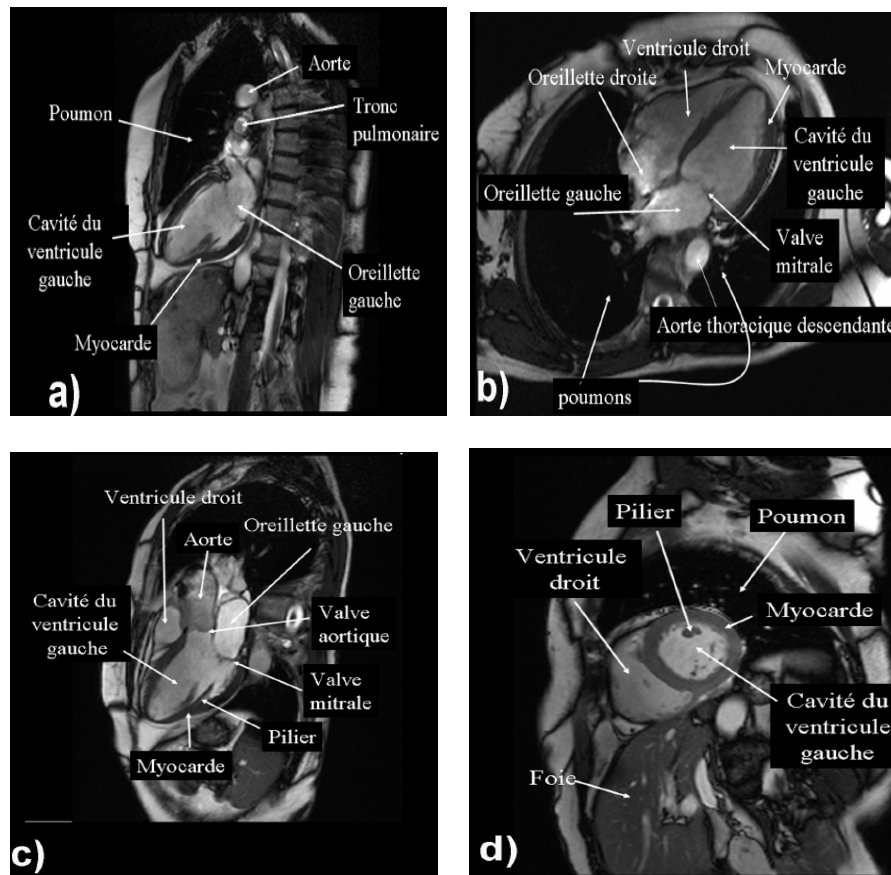 Aorte
Poumon
Tronc
pulmonaire
Cavité du
ventricule
gauche
Oreillette
gauche
Myocarde
a)
Ventricule droit
Oreillette droite
Myocarde
Cavité du
ventricule
gauche
Oreillette gauche
Valve
mitrale
Aorte thoracique descendante
poumons
b)
Ventricule droit
Oreillette gauche
Aorte
Cavité du
ventricule
gauche
Valve
aortique
Valve
mitrale
Pilier
Myocarde
c)
Pilier
Poumon
Ventricule
droit
Myocarde
Cavité du
ventricule
gauche
Foie
d)